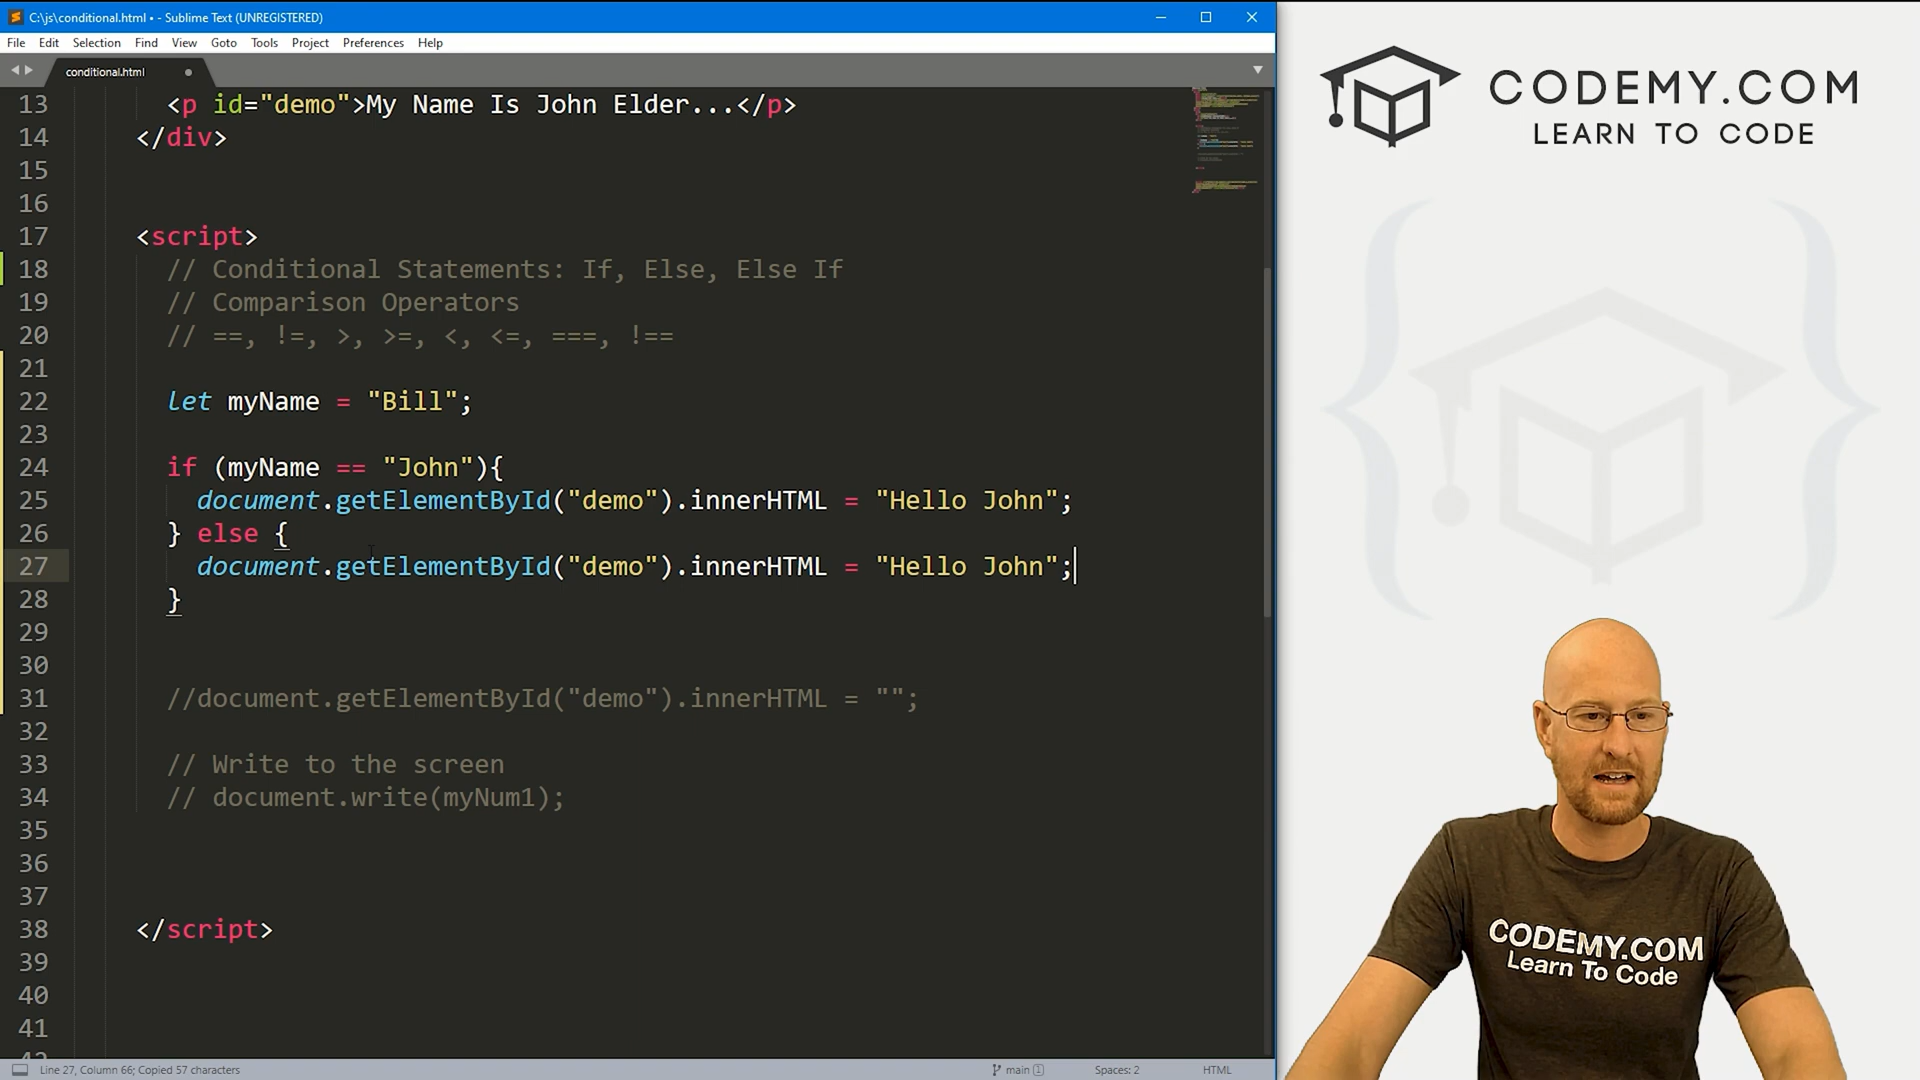 C:\js\conditional.html • - Sublime Text (UNREGISTERED)
File Edit Selection Find View Goto Tools Project Preferences Help
conditional.html
13 <p id="demo">My Name Is John Elder...</p>
14 </div>
15
16
17 <script>
18 // Conditional Statements: If, Else, Else If
19 // Comparison Operators
20 // ==, !=, >, >=, <, <=, ===, !==
21
22 let myName = "Bill";
23
24 if (myName == "John"){
25 document.getElementById("demo").innerHTML = "Hello John";
26 } else {
27 document.getElementById("demo").innerHTML = "Hello John";
28 }
29
30
31 //document.getElementById("demo").innerHTML = "";
32
33 // Write to the screen
34 // document.write(myNum1);
35
36
37
38 </script>
39
40
41
Line 27, Column 66; Copied 57 characters
main 1
Spaces: 2
HTML
CODEMY.COM
LEARN TO CODE
CODEMY.COM
Learn To Code